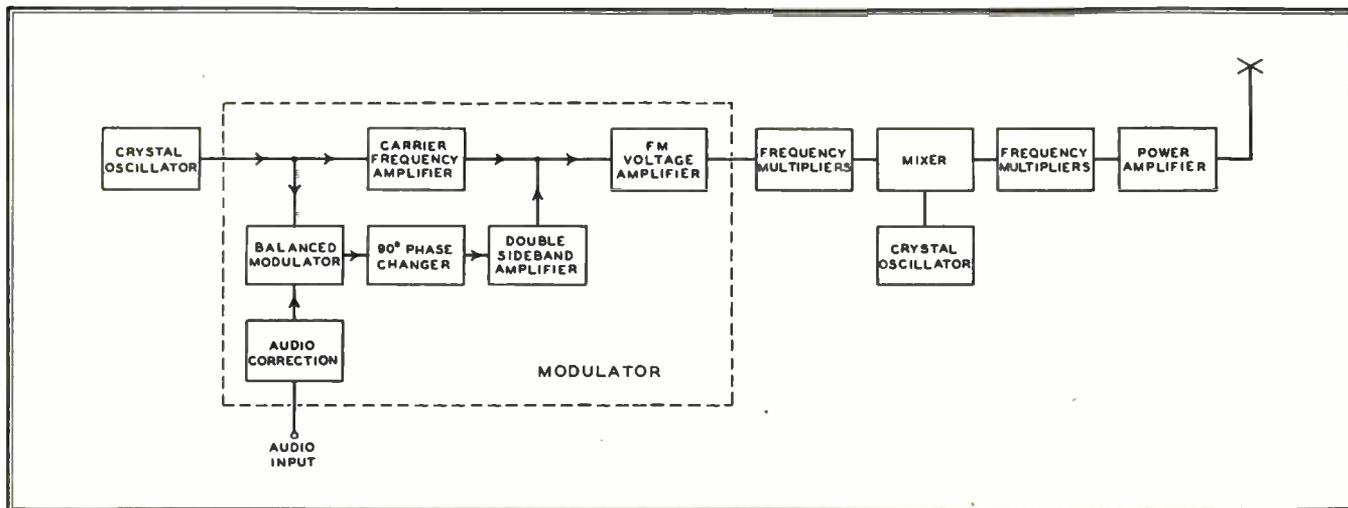 CRYSTAL
OSCILLATOR
CARRIER
FREQUENCY
AMPLIFIER
FM
VOLTAGE
AMPLIFIER
FREQUENCY
MULTIPLIERS
MIXER
FREQUENCY
MULTIPLIERS
POWER
AMPLIFIER
BALANCED
MODULATOR
90° PHASE
CHANGER
DOUBLE
SIDEBAND
AMPLIFIER
CRYSTAL
OSCILLATOR
AUDIO
CORRECTION
MODULATOR
AUDIO
INPUT